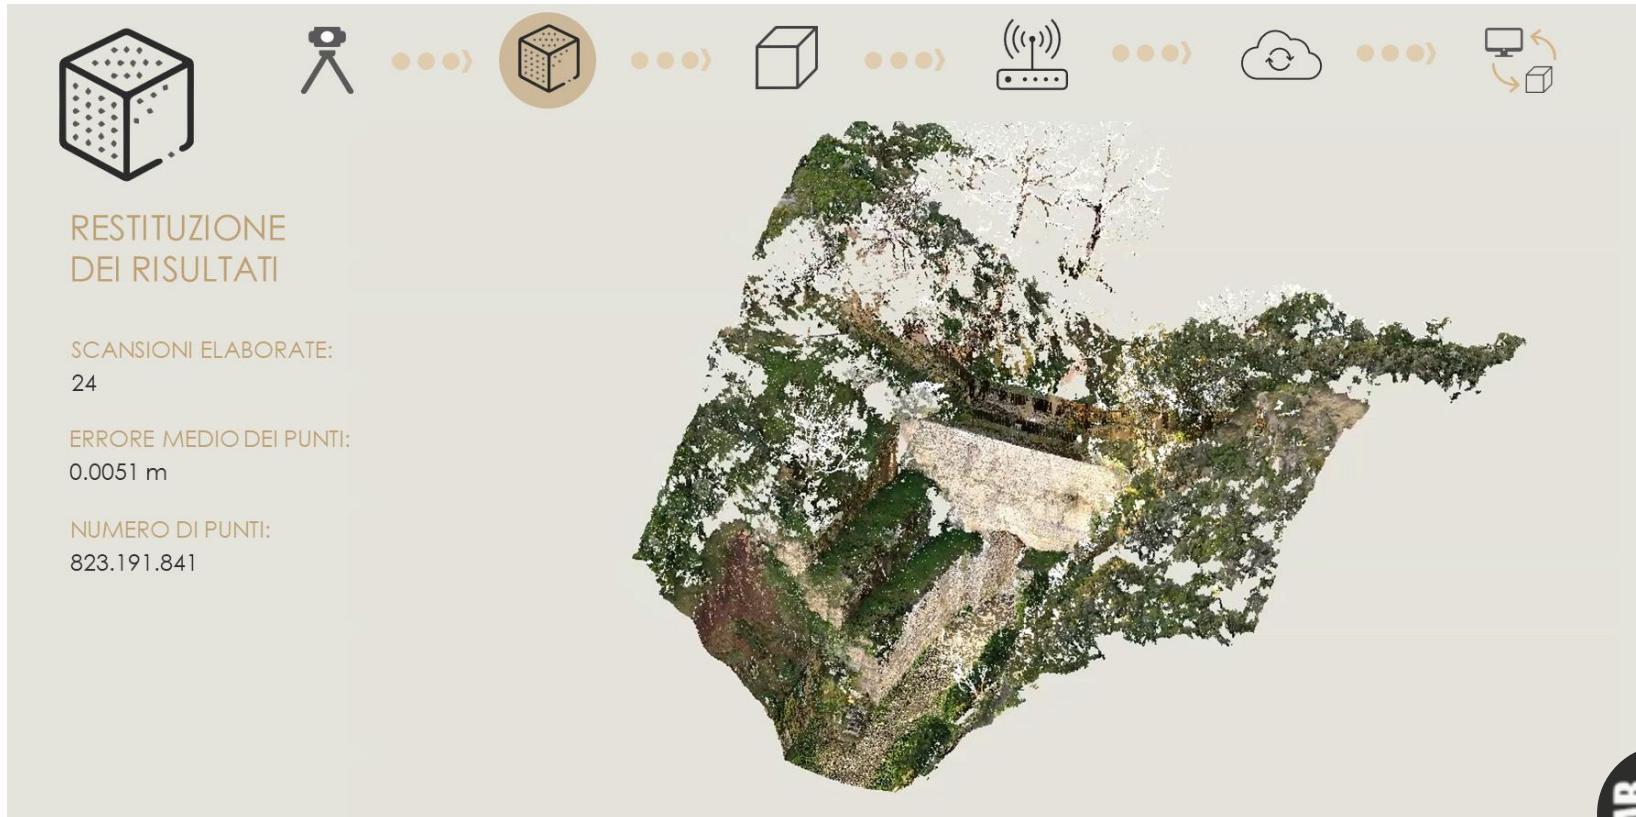 RESTITUZIONE
DEI RISULTATI
SCANSIONI ELABORATE:
24
ERRORE MEDIO DEI PUNTI:
0.0051 m
NUMERO DI PUNTI:
823.191.841